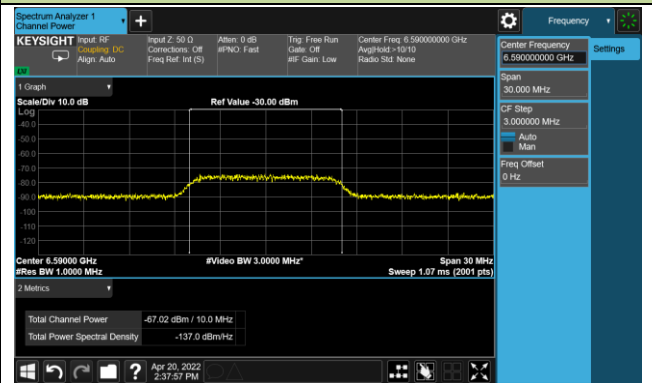 Spectrum Analyzer 1
Channel Power
Frequency
KEYSIGHT
Input: RF
Coupling: DC
Align: Auto
Input Z: 50 Ω
Corrections: Off
Freq Ref: Int (S)
Atten: 0 dB
#PNO: Fast
Trig: Free Run
Gate: Off
#IF Gain: Low
Center Freq: 6.590000000 GHz
Avg|Hold:>10/10
Radio Std: None
Center Frequency
6.590000000 GHz
Settings
Span
30.000 MHz
CF Step
3.000000 MHz
Auto
Man
Freq Offset
0 Hz
1 Graph
Scale/Div 10.0 dB
Ref Value -30.00 dBm
Log
-40.0
-50.0
-60.0
-70.0
-80.0
-90.0
-100
-110
-120
Center 6.59000 GHz
#Video BW 3.0000 MHz*
Span 30 MHz
#Res BW 1.0000 MHz
Sweep 1.07 ms (2001 pts)
2 Metrics
Total Channel Power
-67.02 dBm / 10.0 MHz
Total Power Spectral Density
-137.0 dBm/Hz
Apr 20, 2022
2:37:57 PM